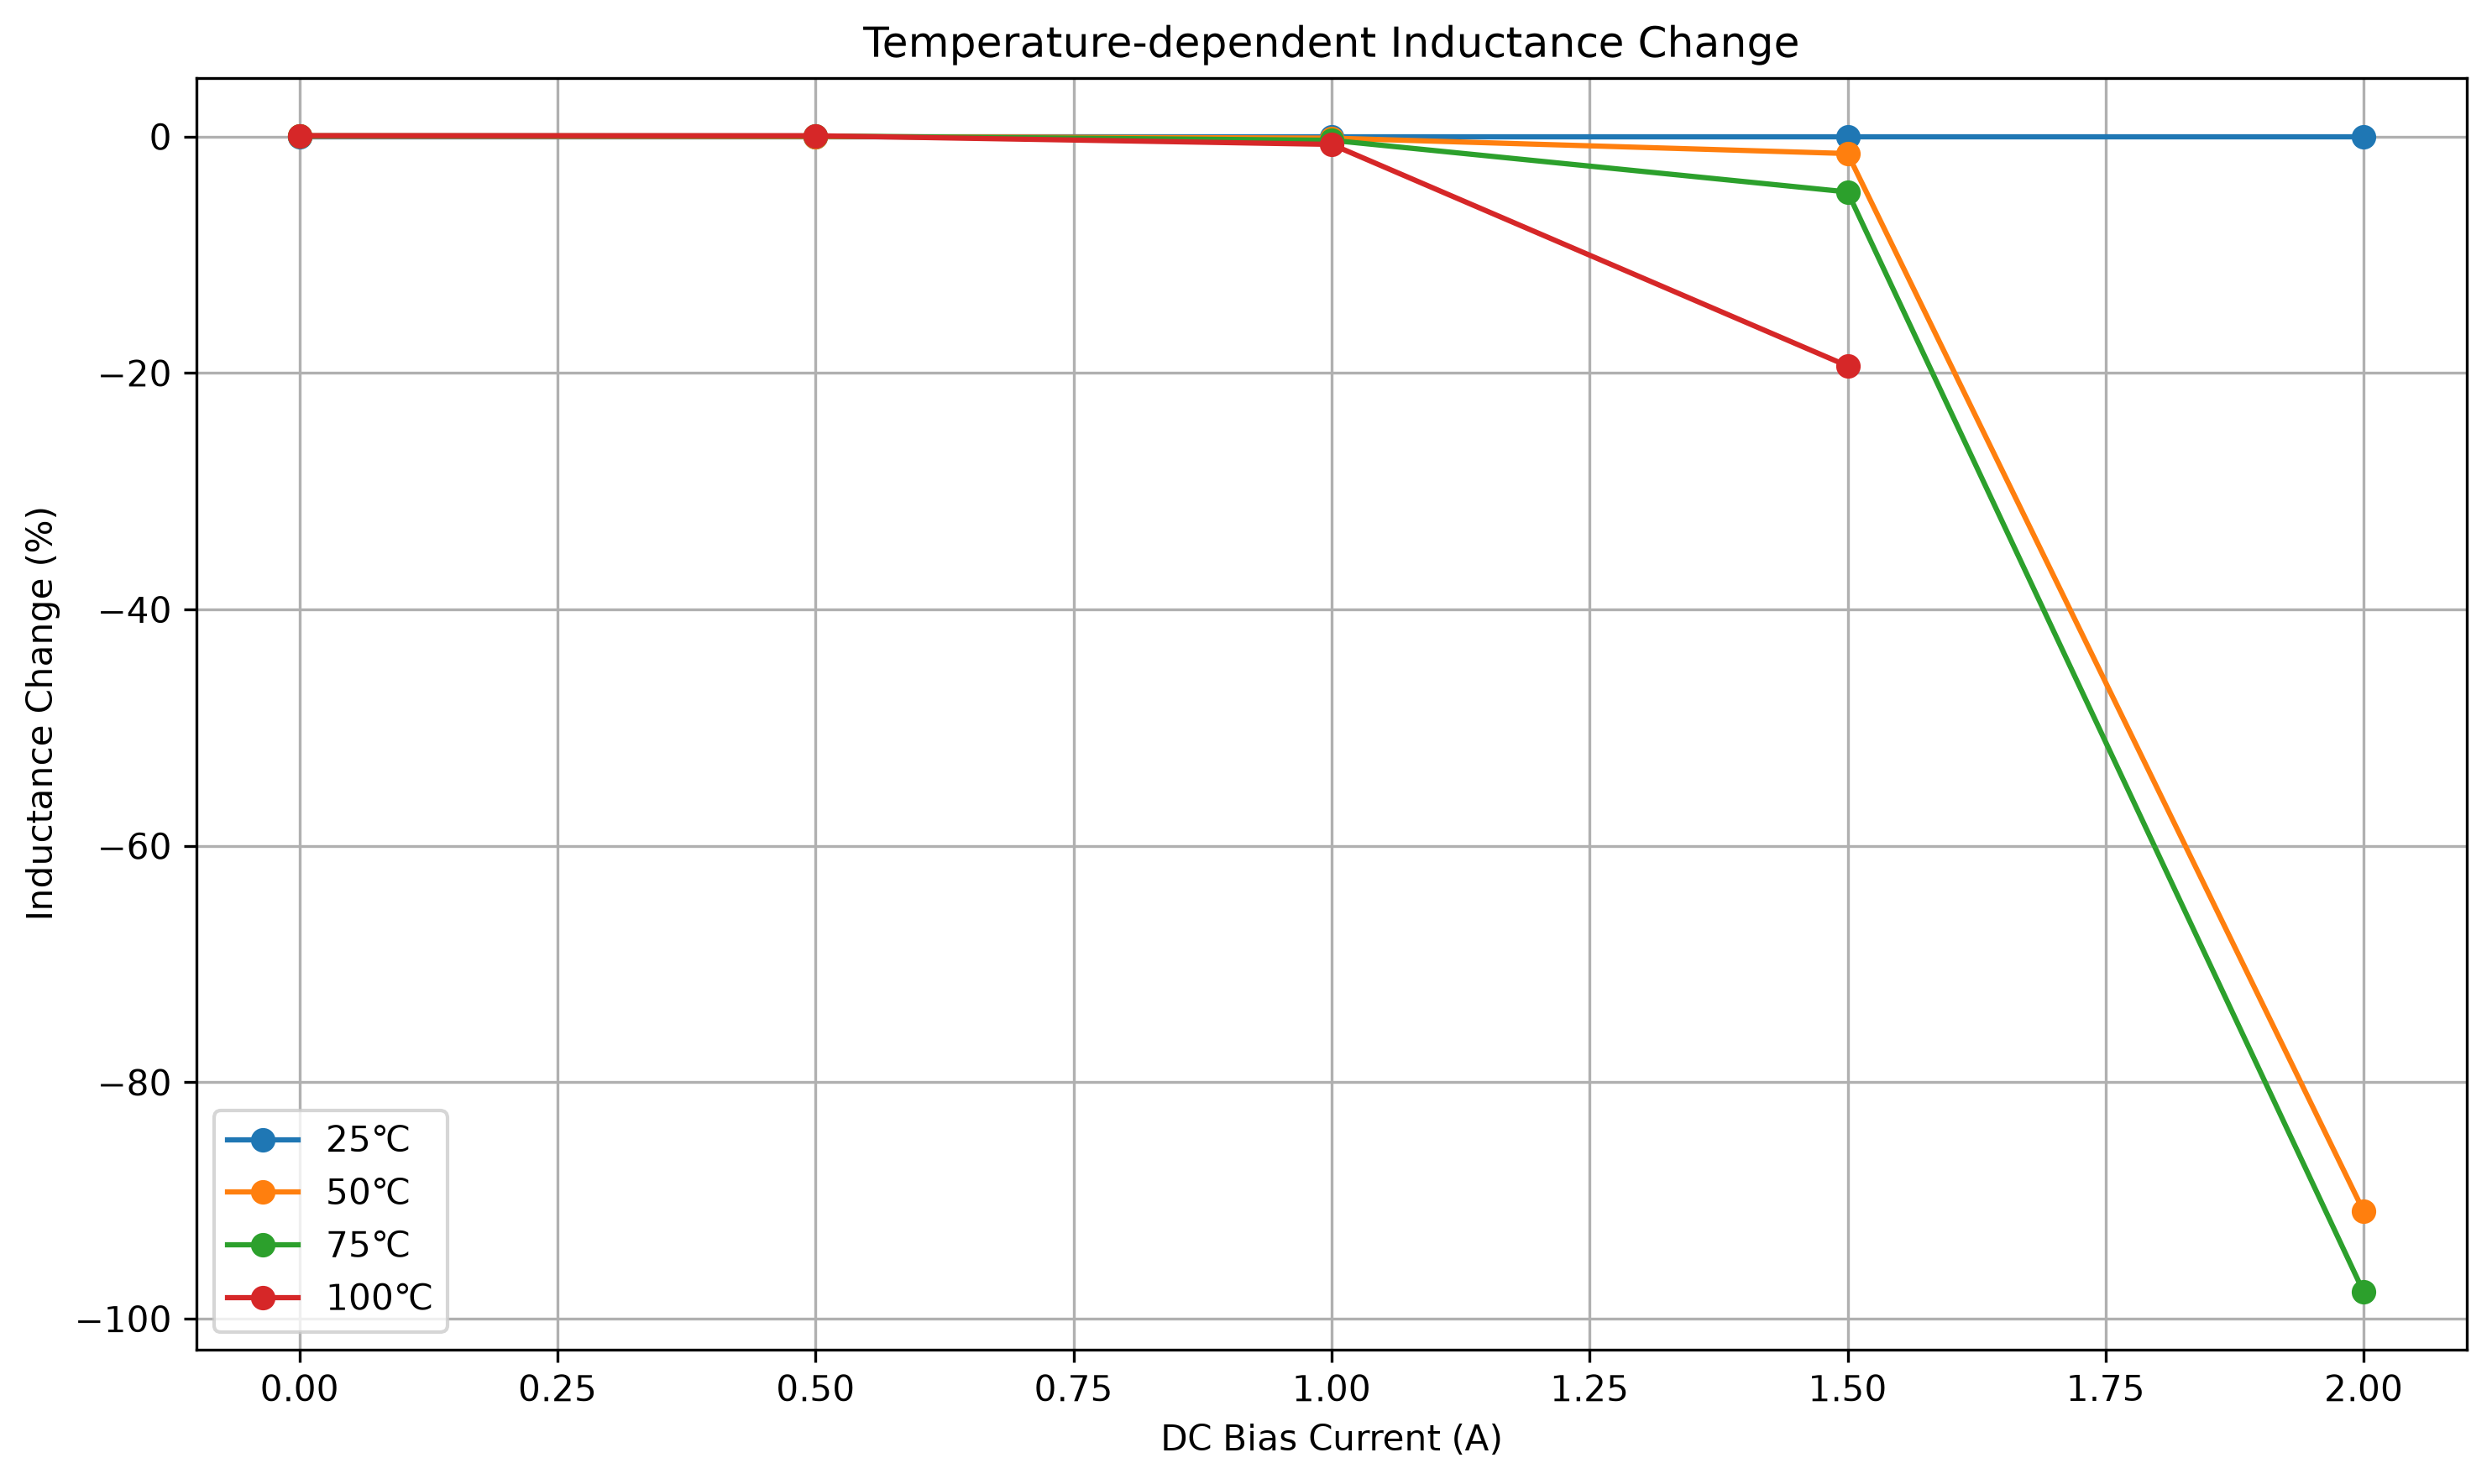 Temperature-dependent Inductance Change
Inductance Change (%)
0
−20
−40
−60
−80
−100
25℃
50℃
75℃
100℃
0.00 0.25 0.50 0.75 1.00 1.25 1.50 1.75 2.00
DC Bias Current (A)